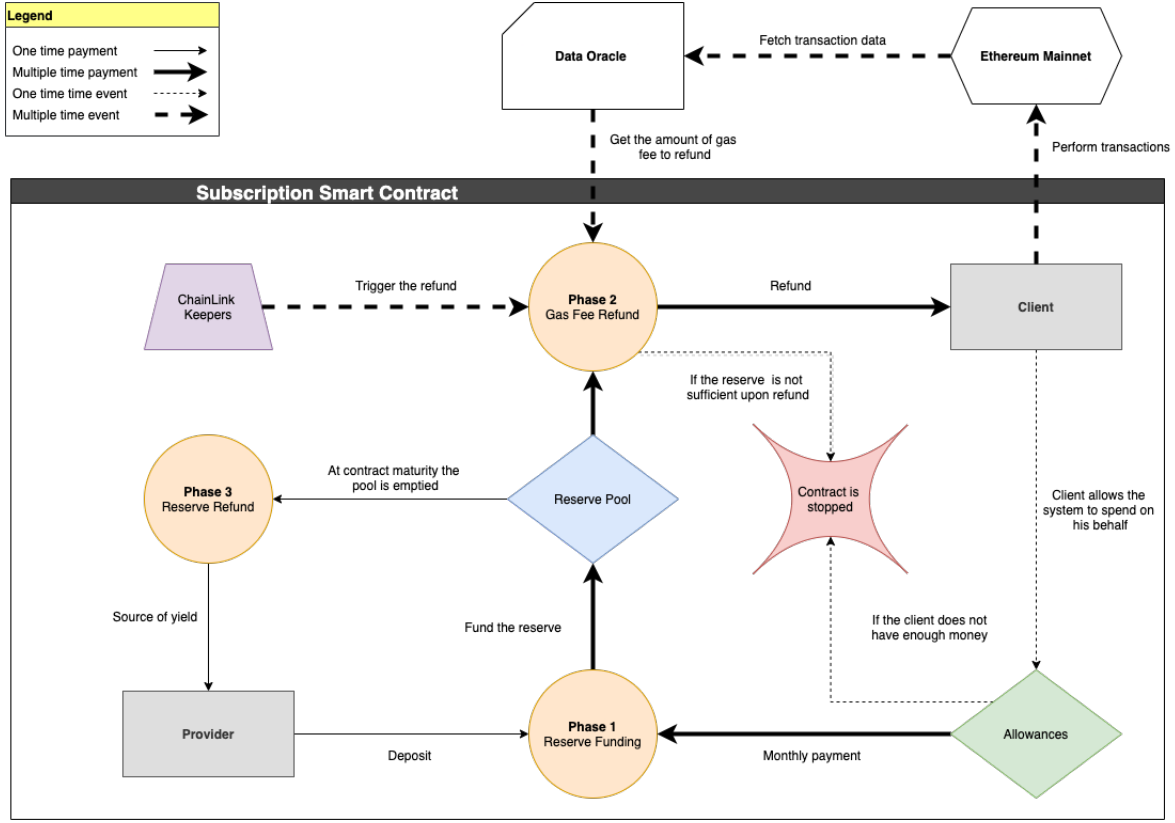 Legend
One time payment
Multiple time payment
One time time event
Multiple time event
Data Oracle
Fetch transaction data
Ethereum Mainnet
Get the amount of gas
fee to refund
Perform transactions
Subscription Smart Contract
ChainLink
Keepers
Trigger the refund
Phase 2
Gas Fee Refund
Refund
Client
If the reserve is not
sufficient upon refund
Phase 3
Reserve Refund
At contract maturity the
pool is emptied
Reserve Pool
Contract is
stopped
Client allows the
system to spend on
his behalf
Source of yield
Fund the reserve
If the client does not
have enough money
Provider
Deposit
Phase 1
Reserve Funding
Monthly payment
Allowances